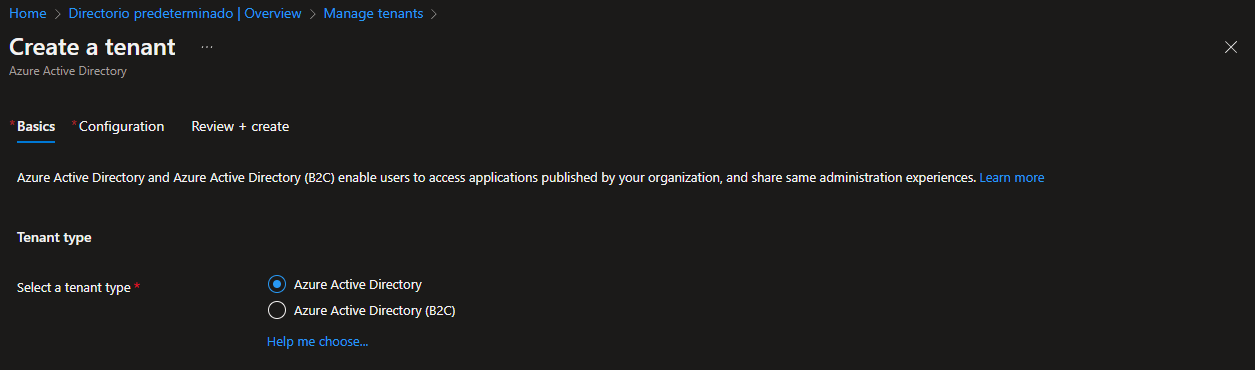 Home > Directorio predeterminado | Overview > Manage tenants >
Create a tenant ...
Azure Active Directory
* Basics * Configuration Review + create
Azure Active Directory and Azure Active Directory (B2C) enable users to access applications published by your organization, and share same administration experiences. Learn more
Tenant type
Select a tenant type *
Azure Active Directory
Azure Active Directory (B2C)
Help me choose...